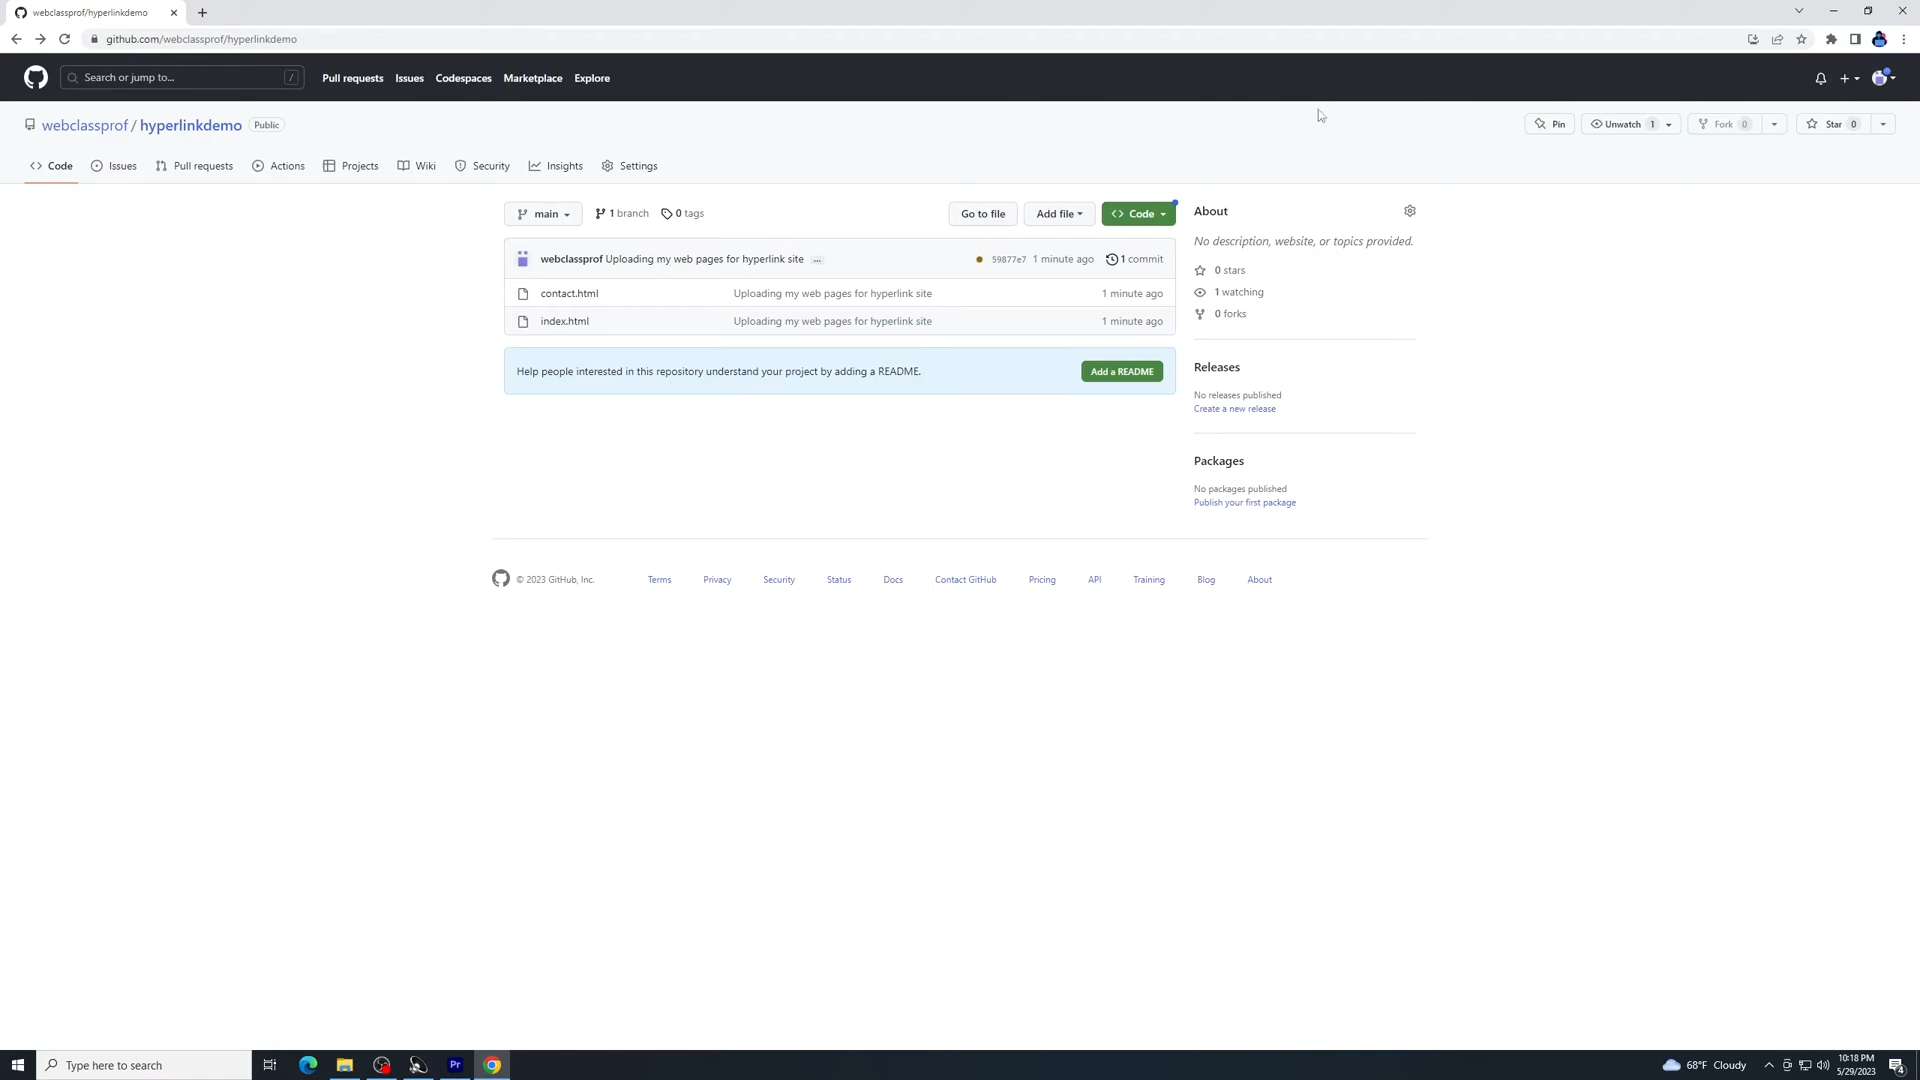 webclassprof/hyperlinkdemo
github.com/webclassprof/hyperlinkdemo
Search or jump to... / Pull requests Issues Codespaces Marketplace Explore
webclassprof / hyperlinkdemo Public Pin Unwatch 1 Fork 0 Star 0
Code Issues Pull requests Actions Projects Wiki Security Insights Settings
main 1 branch 0 tags Go to file Add file Code
webclassprof Uploading my web pages for hyperlink site ... 59877e7 1 minute ago 1 commit
contact.html Uploading my web pages for hyperlink site 1 minute ago
index.html Uploading my web pages for hyperlink site 1 minute ago
Help people interested in this repository understand your project by adding a README. Add a README
About
No description, website, or topics provided.
0 stars
1 watching
0 forks
Releases
No releases published
Create a new release
Packages
No packages published
Publish your first package
© 2023 GitHub, Inc. Terms Privacy Security Status Docs Contact GitHub Pricing API Training Blog About
Type here to search Pr 68°F Cloudy 10:18 PM
5/29/2023 4